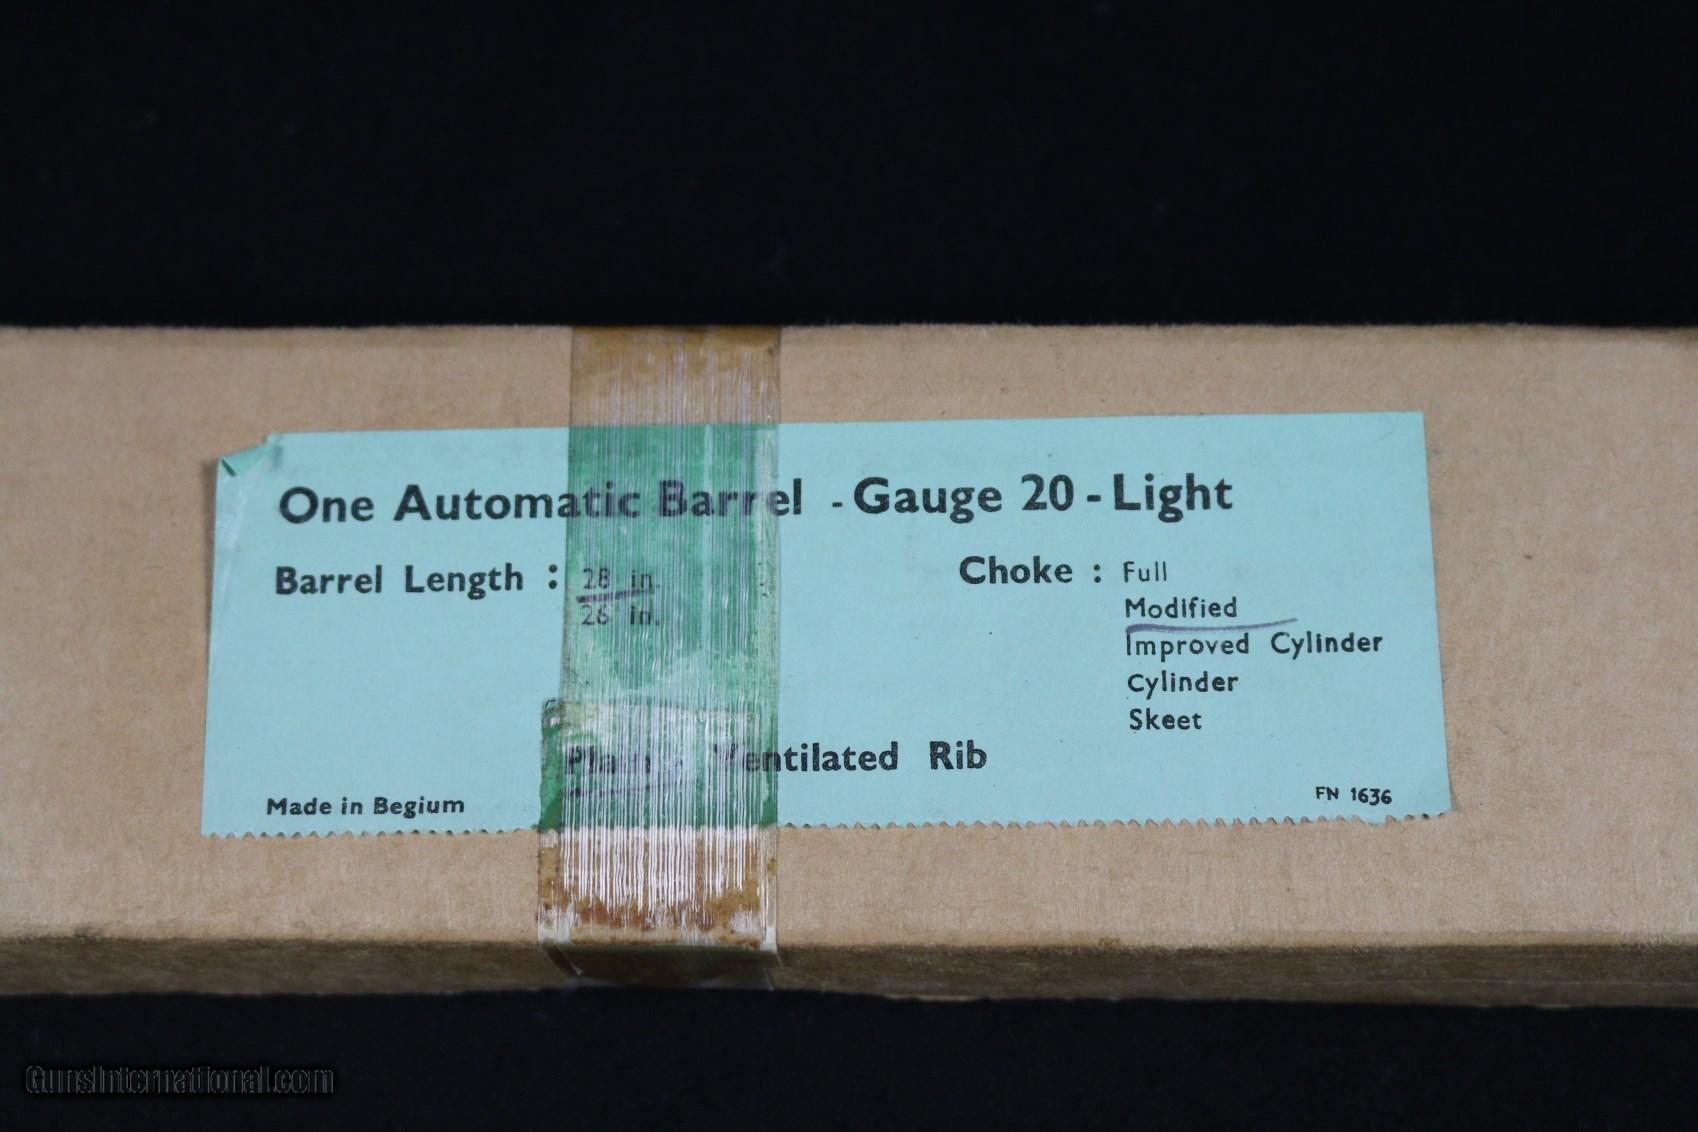 One Automatic Barrel - Gauge 20 - Light
Barrel Length : 28 in.
26 in.
Choke : Full
Modified
Improved Cylinder
Cylinder
Skeet
Plain - Ventilated Rib
Made in Begium
FN 1636
GunsInternational.com